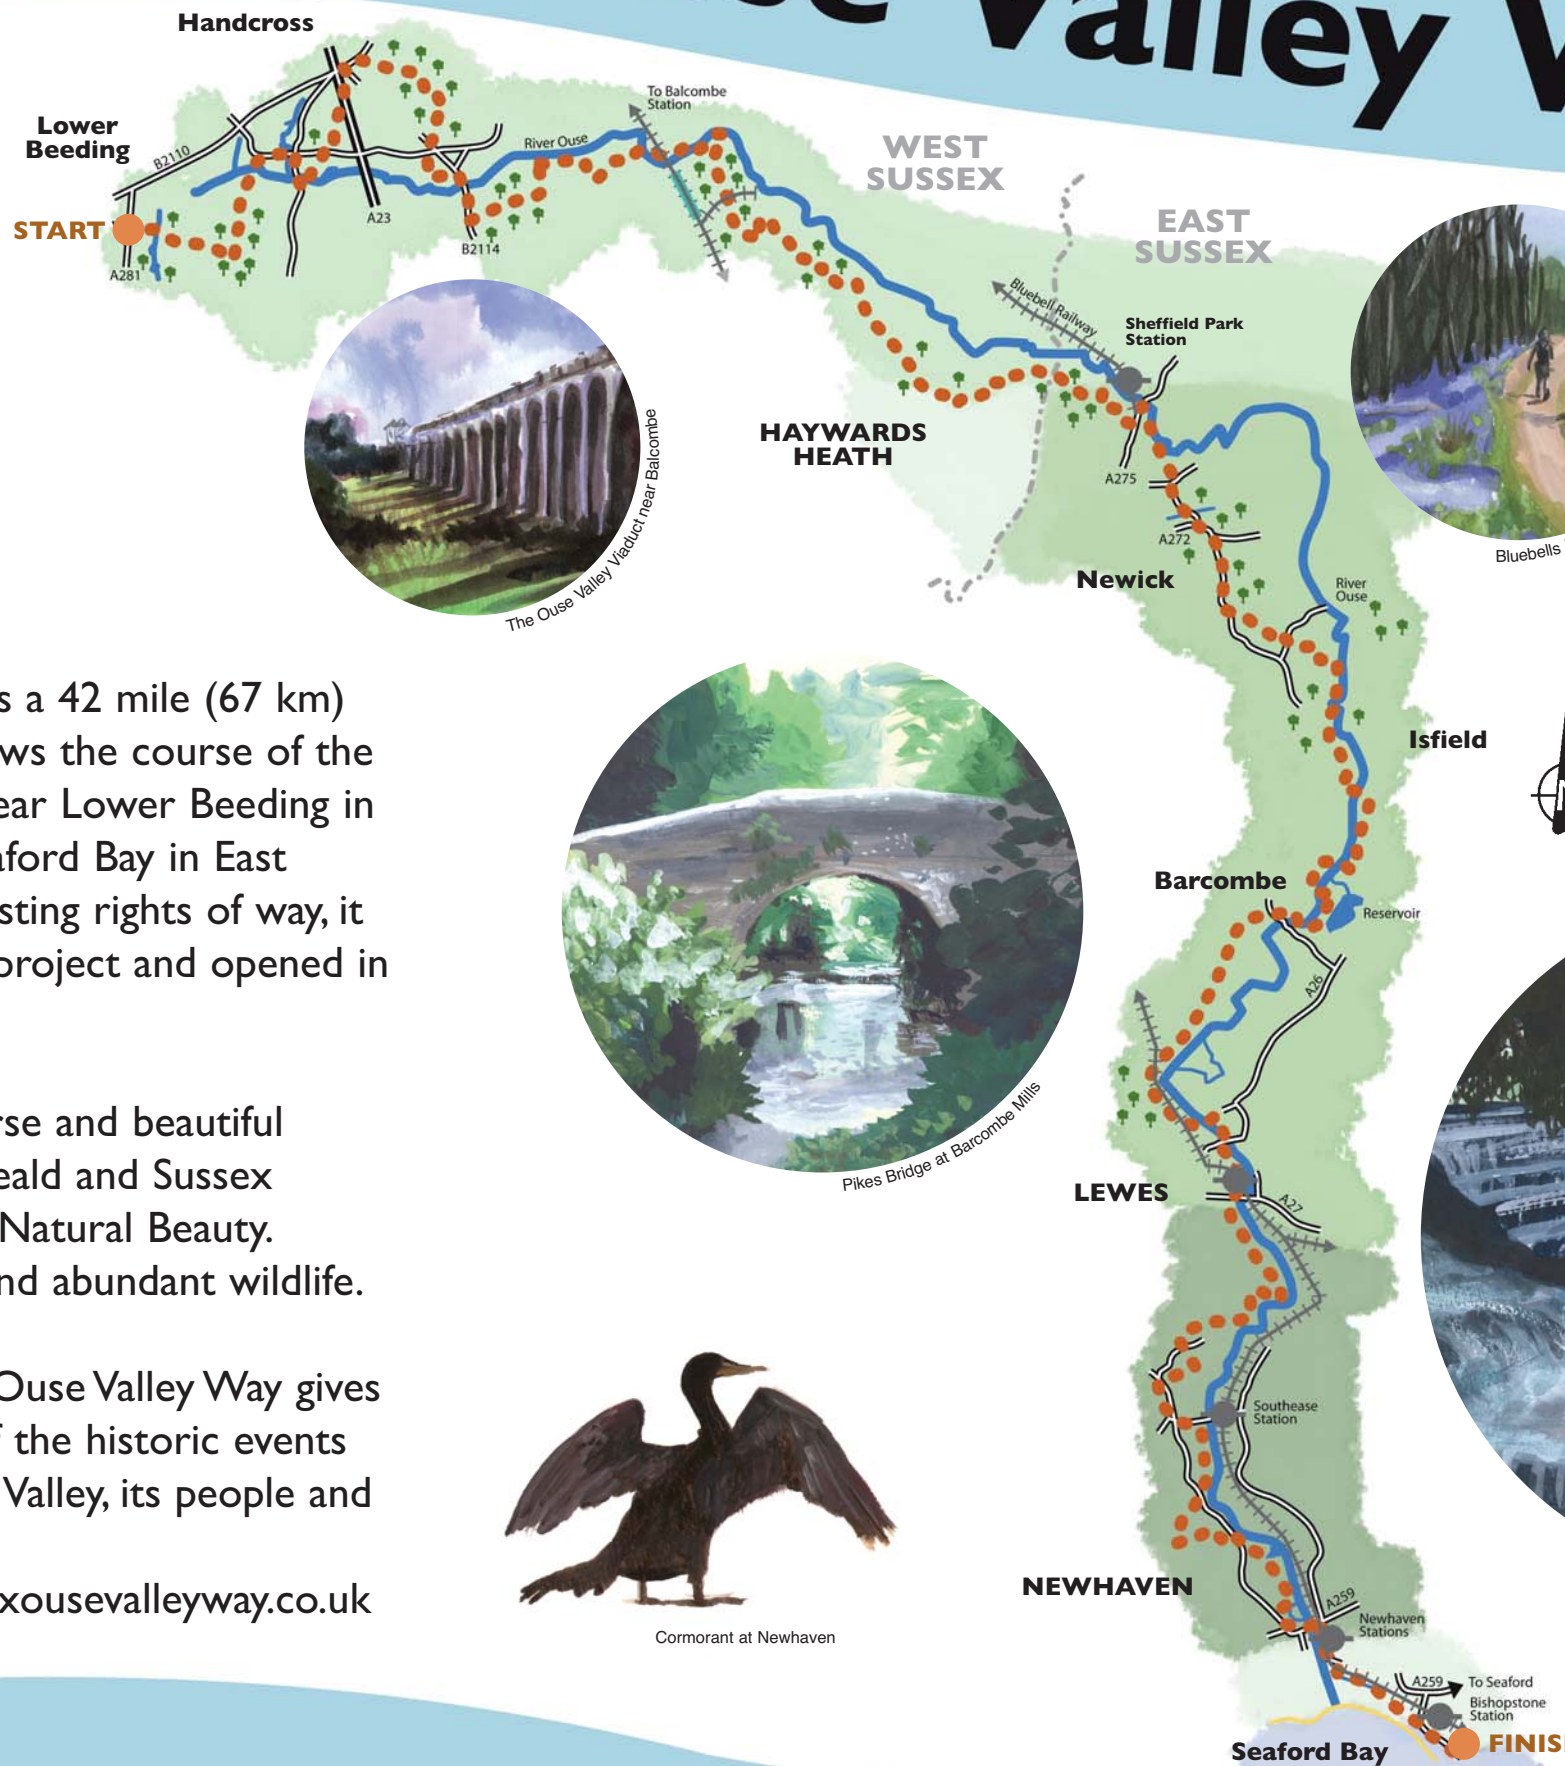 Valley
Handcross
Lower
Beeding
B2110
START
A281
A23
B2114
River Ouse
To Balcombe
Station
WEST
SUSSEX
EAST
SUSSEX
Bluebell Railway
Sheffield Park
Station
HAYWARDS
HEATH
A275
A272
Newick
River
Ouse
Isfield
Barcombe
Reservoir
A26
LEWES
A27
Southease
Station
NEWHAVEN
A259
Newhaven
Stations
A259
To Seaford
Bishopstone
Station
FINIS
Seaford Bay
The Ouse Valley Viaduct near Balcombe
Bluebells
Pikes Bridge at Barcombe Mills
Cormorant at Newhaven
s a 42 mile (67 km)
ws the course of the
ear Lower Beeding in
aford Bay in East
sting rights of way, it
project and opened in
rse and beautiful
eald and Sussex
Natural Beauty.
nd abundant wildlife.
Ouse Valley Way gives
f the historic events
Valley, its people and
xousevalleyway.co.uk